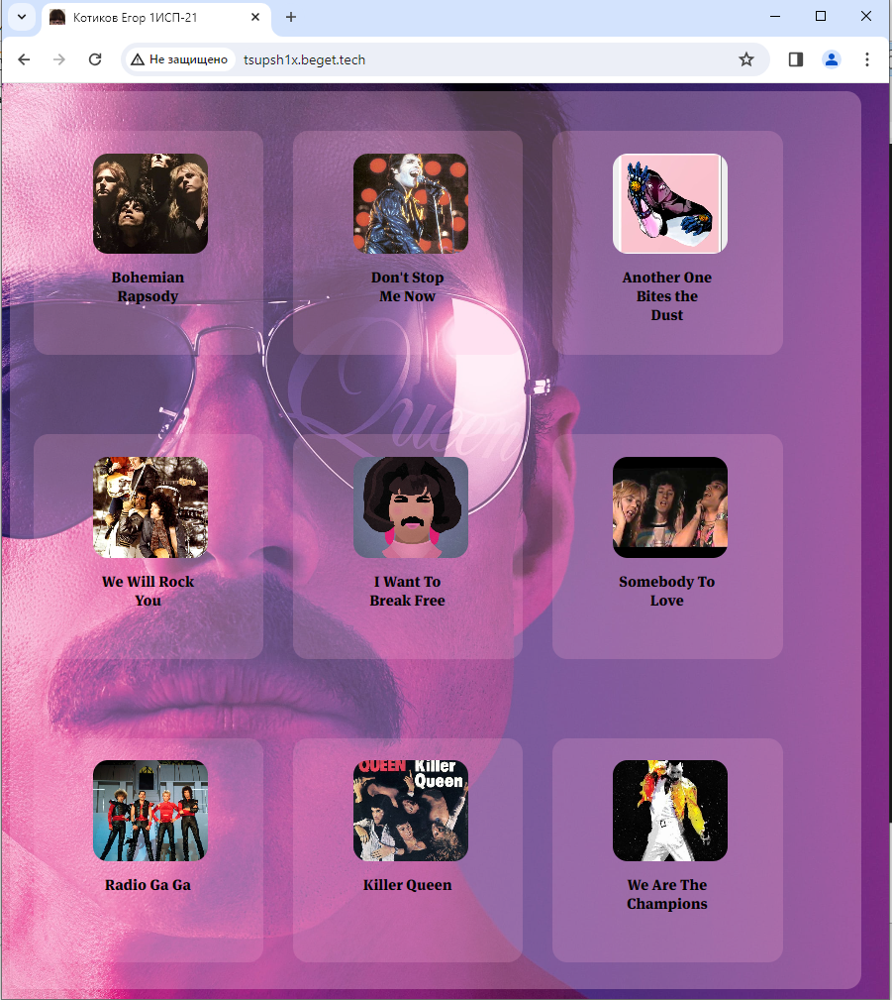 Котиков Егор 1ИСП-21
Не защищено
tsupsh1x.beget.tech
Queen
Bohemian
Rapsody
Don't Stop
Me Now
Another One
Bites the
Dust
We Will Rock
You
I Want To
Break Free
Somebody To
Love
QUEEN Killer
Queen
Radio Ga Ga
Killer Queen
We Are The
Champions